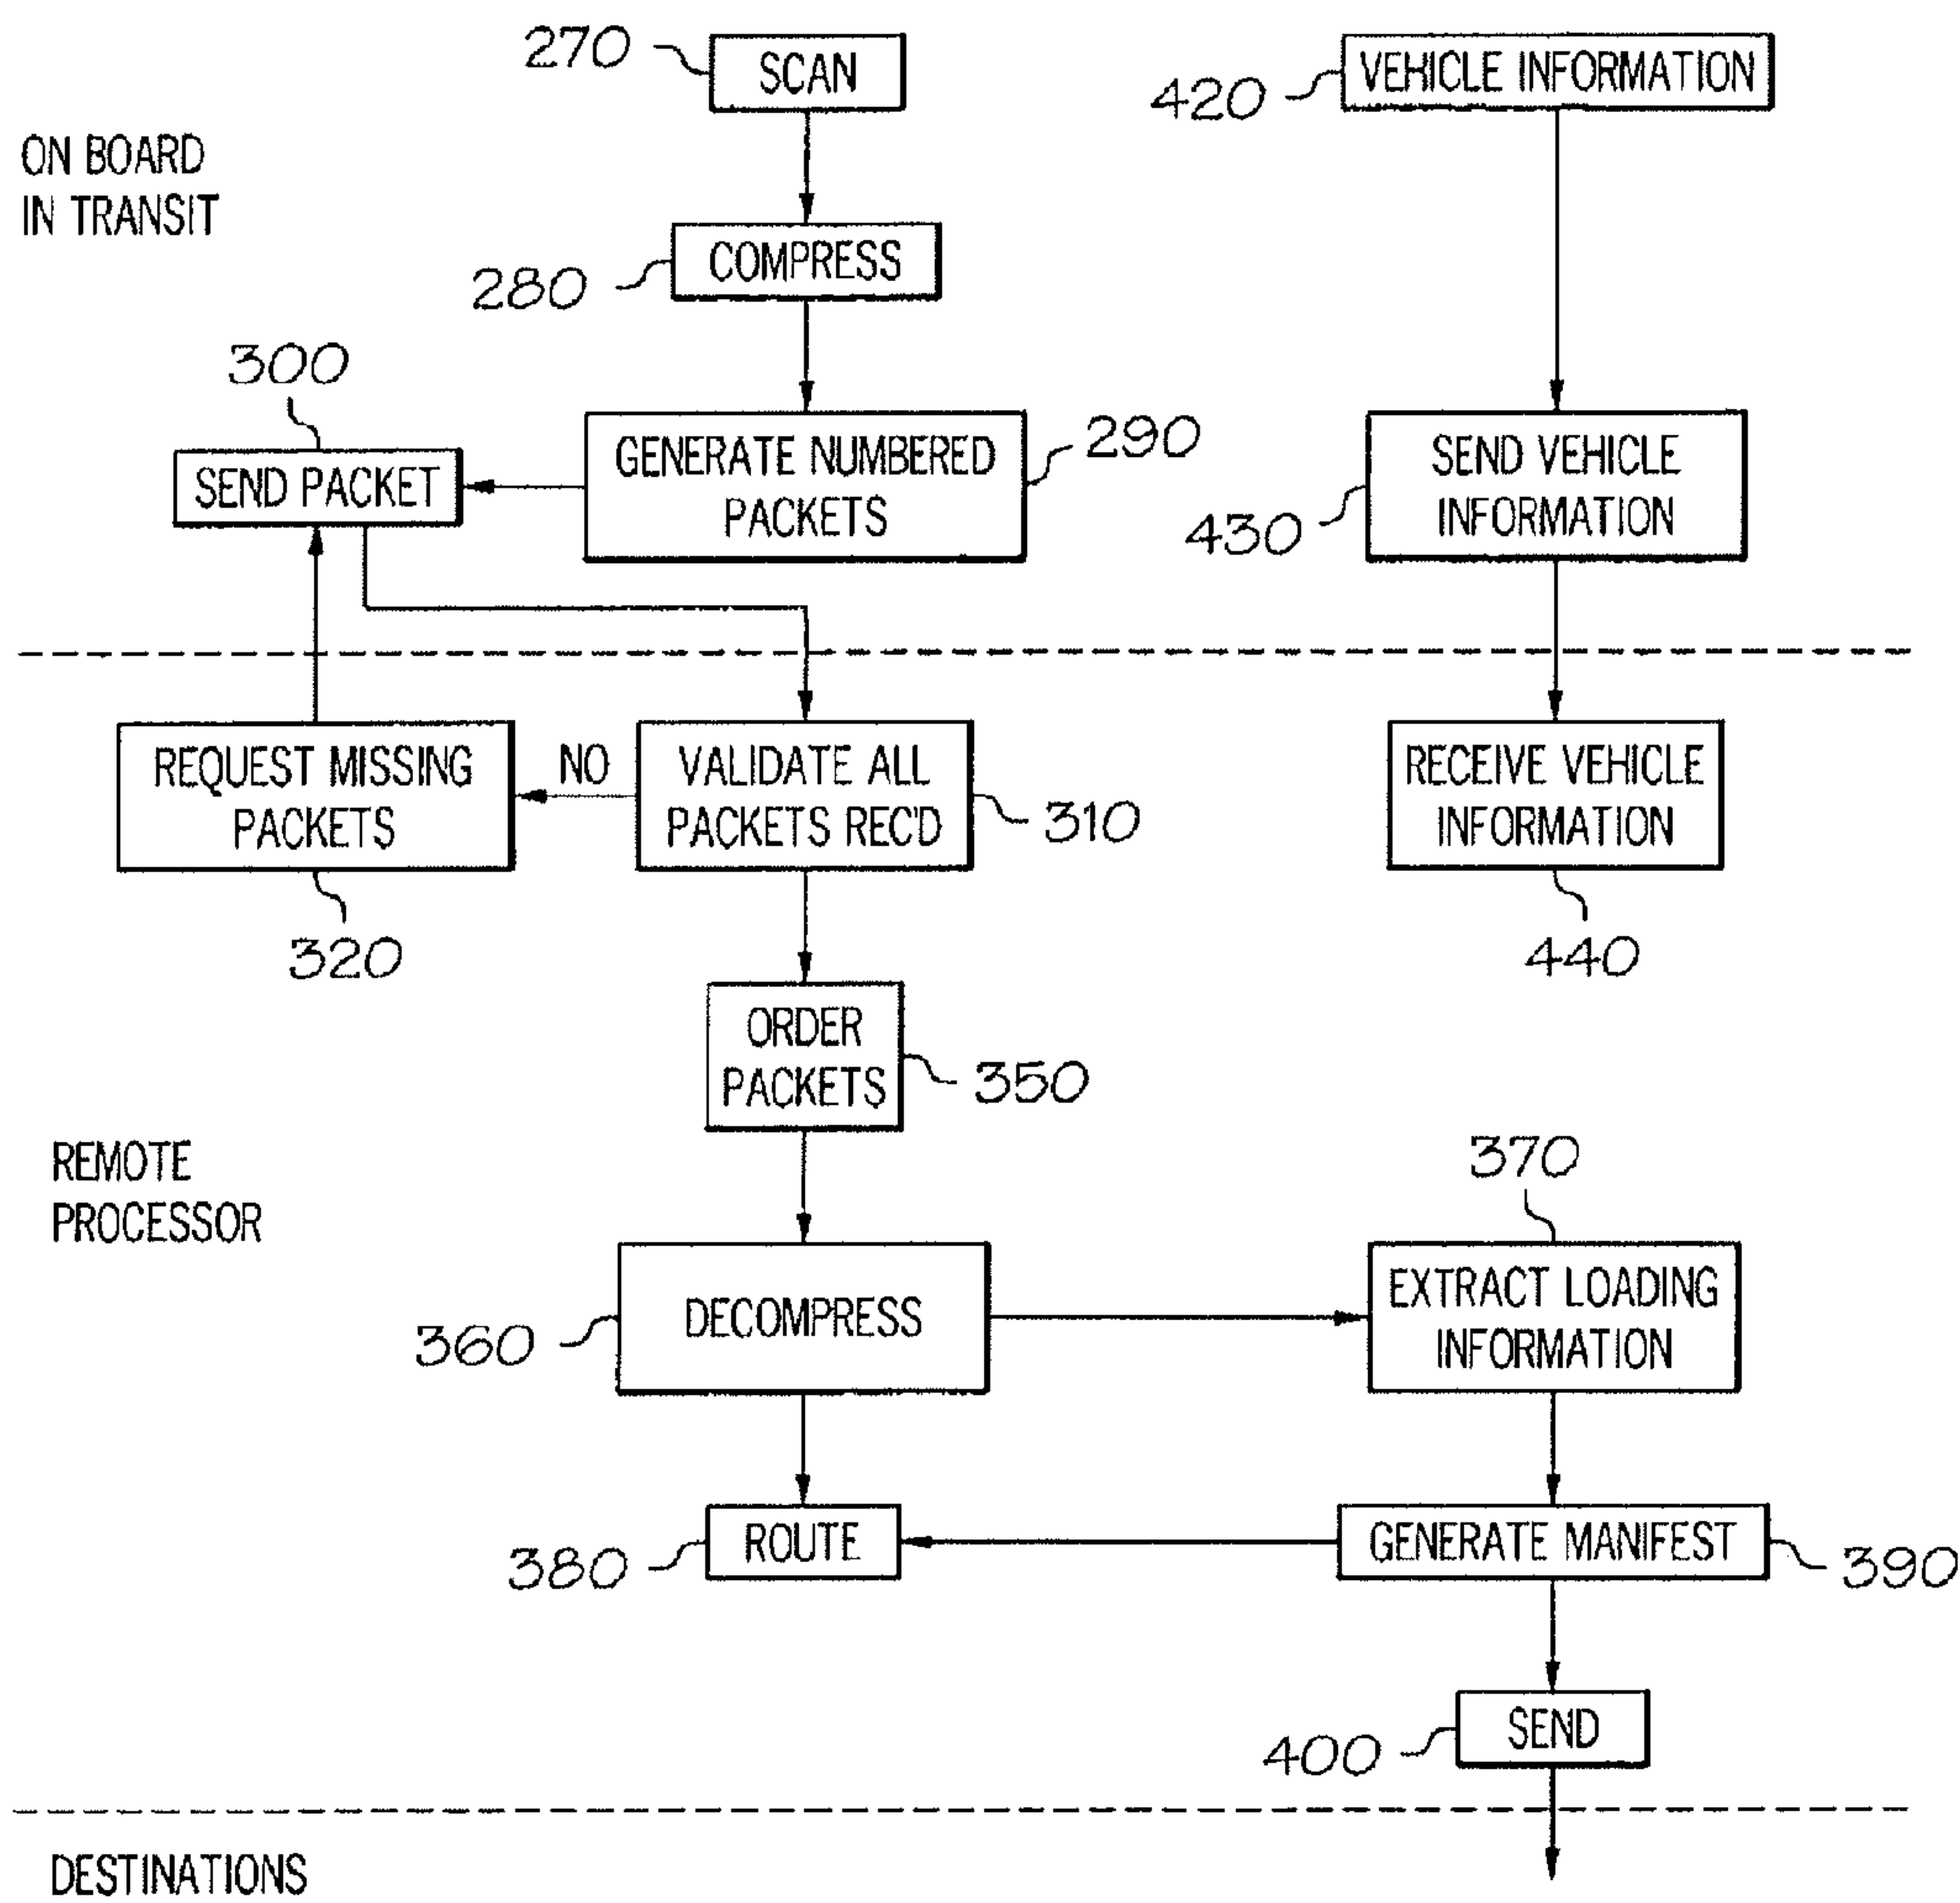 270
SCAN
420
VEHICLE INFORMATION
ON BOARD
IN TRANSIT
280
COMPRESS
300
SEND PACKET
GENERATE NUMBERED
PACKETS
290
SEND VEHICLE
INFORMATION
430
REQUEST MISSING
PACKETS
NO
VALIDATE ALL
PACKETS REC'D
310
RECEIVE VEHICLE
INFORMATION
320
440
ORDER
PACKETS
350
REMOTE
PROCESSOR
370
360
DECOMPRESS
EXTRACT LOADING
INFORMATION
380
ROUTE
GENERATE MANIFEST
390
400
SEND
DESTINATIONS